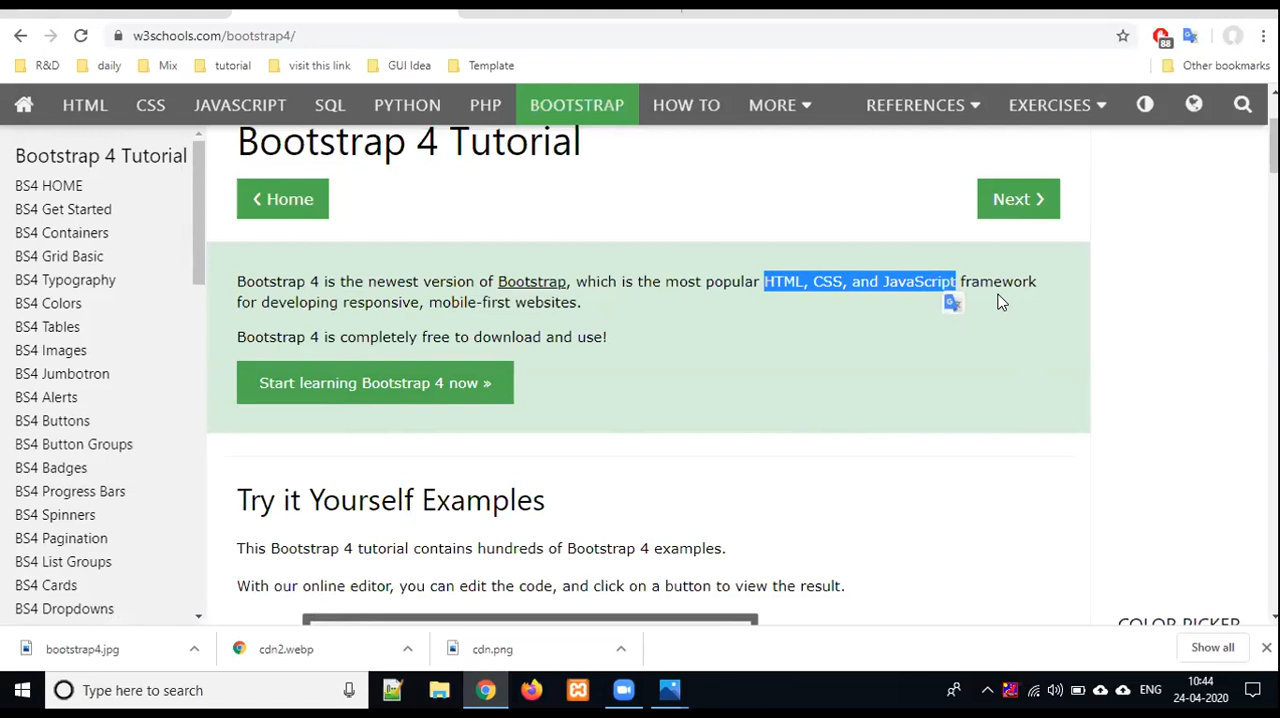 w3schools.com/bootstrap4/
88
R&D daily Mix tutorial visit this link GUI Idea Template Other bookmarks
HTML CSS JAVASCRIPT SQL PYTHON PHP BOOTSTRAP HOW TO MORE REFERENCES EXERCISES
Bootstrap 4 Tutorial
BS4 HOME
BS4 Get Started
BS4 Containers
BS4 Grid Basic
BS4 Typography
BS4 Colors
BS4 Tables
BS4 Images
BS4 Jumbotron
BS4 Alerts
BS4 Buttons
BS4 Button Groups
BS4 Badges
BS4 Progress Bars
BS4 Spinners
BS4 Pagination
BS4 List Groups
BS4 Cards
BS4 Dropdowns
Bootstrap 4 Tutorial
❮ Home Next ❯
Bootstrap 4 is the newest version of Bootstrap, which is the most popular HTML, CSS, and JavaScript framework
for developing responsive, mobile-first websites.
Bootstrap 4 is completely free to download and use!
Start learning Bootstrap 4 now »
Try it Yourself Examples
This Bootstrap 4 tutorial contains hundreds of Bootstrap 4 examples.
With our online editor, you can edit the code, and click on a button to view the result.
COLOR PICKER
bootstrap4.jpg cdn2.webp cdn.png Show all
Type here to search
ENG
10:44
24-04-2020